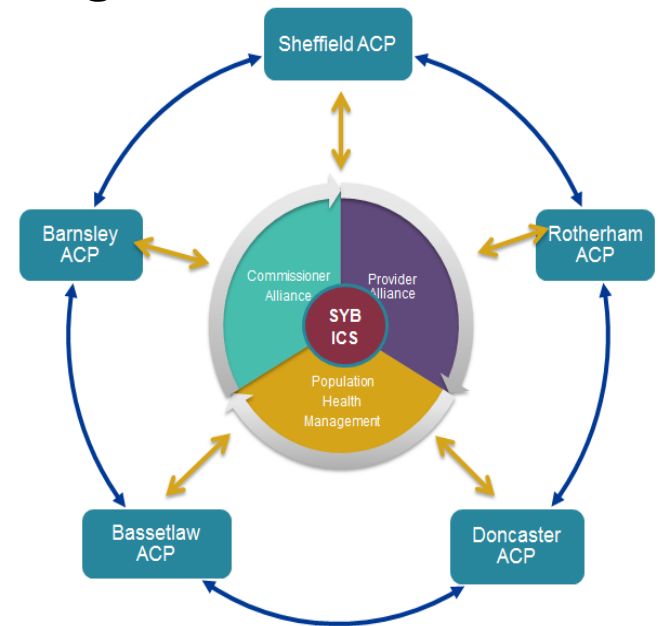 Sheffield ACP
Barnsley
ACP
Rotherham
ACP
Commissioner
Alliance
Provider
Alliance
SYB
ICS
Population
Health
Management
Bassetlaw
ACP
Doncaster
ACP